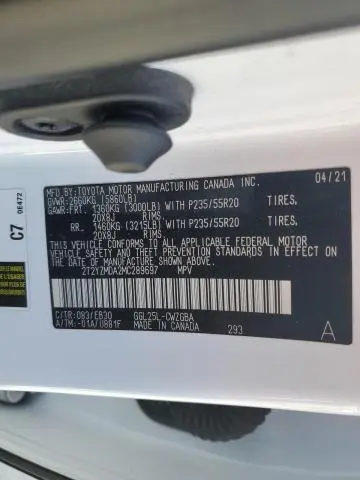 MFD.BY:TOYOTA MOTOR MANUFACTURING CANADA INC. 04/21
GVWR:2660KG (5860LB)
GAWR:FRT. 1360KG (3000LB) WITH P235/55R20 TIRES,
20X8J RIMS.
RR. 1460KG (3215LB) WITH P235/55R20 TIRES,
20X8J RIMS.
THIS VEHICLE CONFORMS TO ALL APPLICABLE FEDERAL MOTOR
VEHICLE SAFETY AND THEFT PREVENTION STANDARDS IN EFFECT
ON THE DATE OF MANUFACTURE SHOWN ABOVE.
2T2YZMDA2MC289697 MPV
C/TR:083/EB30 GGL25L-CWZGBA
A/TM:-01A/U881F MADE IN CANADA 293 A
C7 0E472